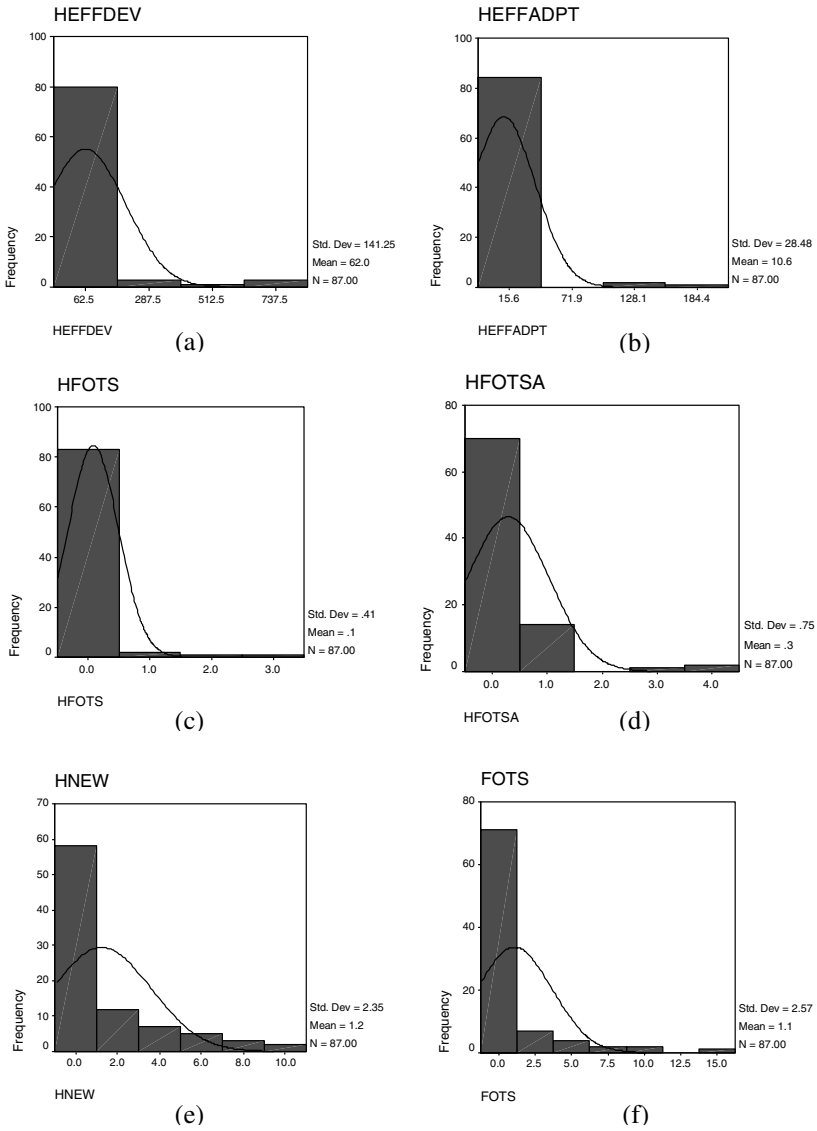 HEFFDEV
100
80
60
40
20
0
Frequency
62.5 287.5 512.5 737.5
Std. Dev = 141.25
Mean = 62.0
N = 87.00
HEFFDEV
(a)
HEFFADPT
100
80
60
40
20
0
Frequency
15.6 71.9 128.1 184.4
Std. Dev = 28.48
Mean = 10.6
N = 87.00
HEFFADPT
(b)
HFOTS
100
80
60
40
20
0
Frequency
0.0 1.0 2.0 3.0
Std. Dev = .41
Mean = .1
N = 87.00
HFOTS
(c)
HFOTSA
80
60
40
20
0
Frequency
0.0 1.0 2.0 3.0 4.0
Std. Dev = .75
Mean = .3
N = 87.00
HFOTSA
(d)
HNEW
70
60
50
40
30
20
10
0
Frequency
0.0 2.0 4.0 6.0 8.0 10.0
Std. Dev = 2.35
Mean = 1.2
N = 87.00
HNEW
(e)
FOTS
80
60
40
20
0
Frequency
0.0 2.5 5.0 7.5 10.0 12.5 15.0
Std. Dev = 2.57
Mean = 1.1
N = 87.00
FOTS
(f)